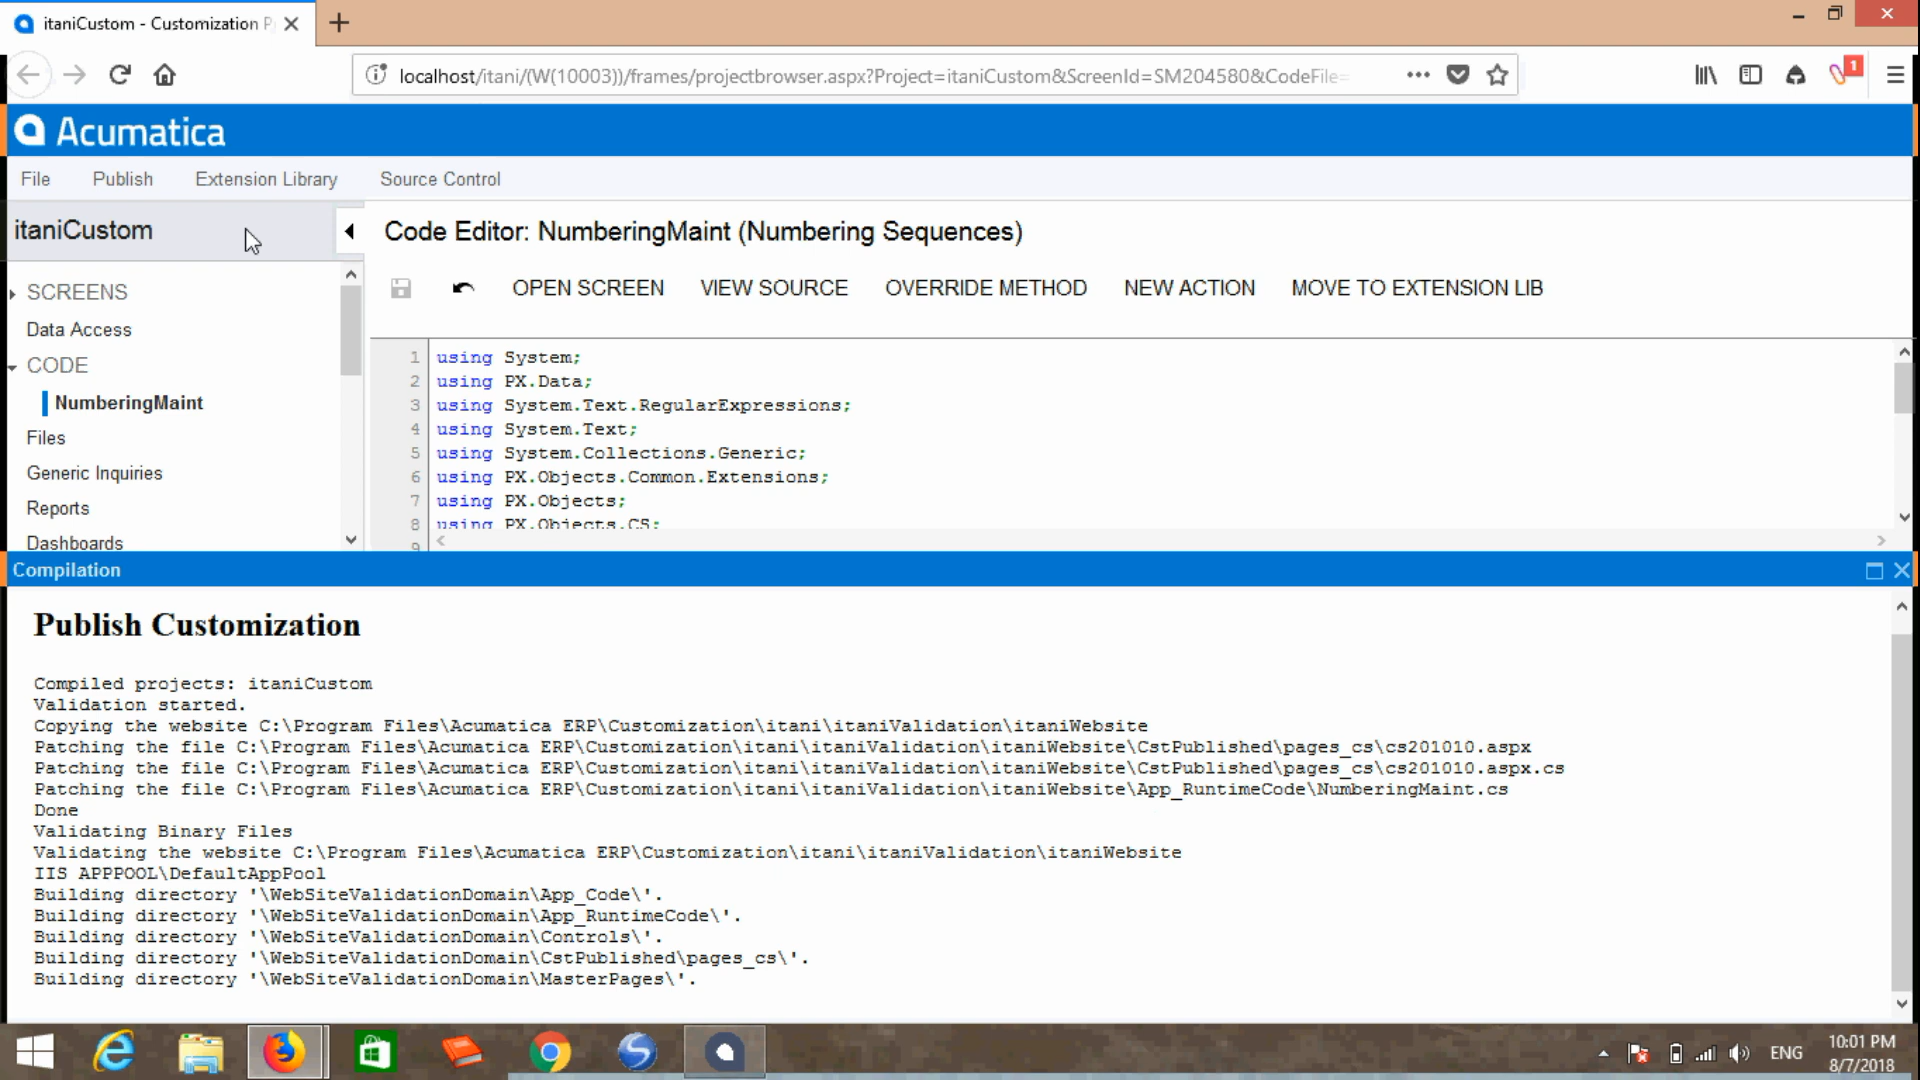 itaniCustom - Customization P
localhost/itani/(W(10003))/frames/projectbrowser.aspx?Project=itaniCustom&ScreenId=SM204580&CodeFile=
1
Acumatica
File Publish Extension Library Source Control
itaniCustom
Code Editor: NumberingMaint (Numbering Sequences)
OPEN SCREEN VIEW SOURCE OVERRIDE METHOD NEW ACTION MOVE TO EXTENSION LIB
SCREENS
Data Access
CODE
NumberingMaint
Files
Generic Inquiries
Reports
Dashboards
1 using System;
2 using PX.Data;
3 using System.Text.RegularExpressions;
4 using System.Text;
5 using System.Collections.Generic;
6 using PX.Objects.Common.Extensions;
7 using PX.Objects;
8 using PX.Objects.CS;
9
Compilation
Publish Customization
Compiled projects: itaniCustom
Validation started.
Copying the website C:\Program Files\Acumatica ERP\Customization\itani\itaniValidation\itaniWebsite
Patching the file C:\Program Files\Acumatica ERP\Customization\itani\itaniValidation\itaniWebsite\CstPublished\pages_cs\cs201010.aspx
Patching the file C:\Program Files\Acumatica ERP\Customization\itani\itaniValidation\itaniWebsite\CstPublished\pages_cs\cs201010.aspx.cs
Patching the file C:\Program Files\Acumatica ERP\Customization\itani\itaniValidation\itaniWebsite\App_RuntimeCode\NumberingMaint.cs
Done
Validating Binary Files
Validating the website C:\Program Files\Acumatica ERP\Customization\itani\itaniValidation\itaniWebsite
IIS APPPOOL\DefaultAppPool
Building directory '\WebSiteValidationDomain\App_Code\'.
Building directory '\WebSiteValidationDomain\App_RuntimeCode\'.
Building directory '\WebSiteValidationDomain\Controls\'.
Building directory '\WebSiteValidationDomain\CstPublished\pages_cs\'.
Building directory '\WebSiteValidationDomain\MasterPages\'.
ENG
10:01 PM
8/7/2018